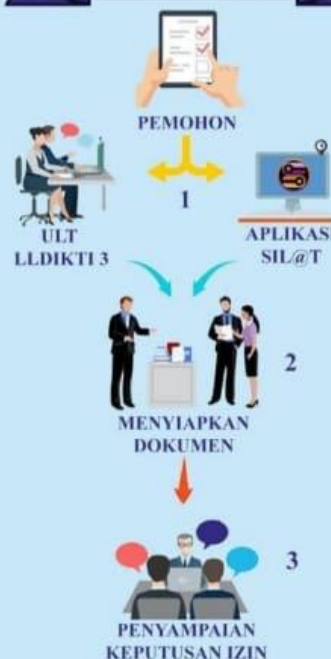 PEMOHON
1
ULT
LLDIKTI 3
APLIKASI
SIL@T
2
MENYIAPKAN
DOKUMEN
3
PENYAMPAIAN
KEPUTUSAN IZIN